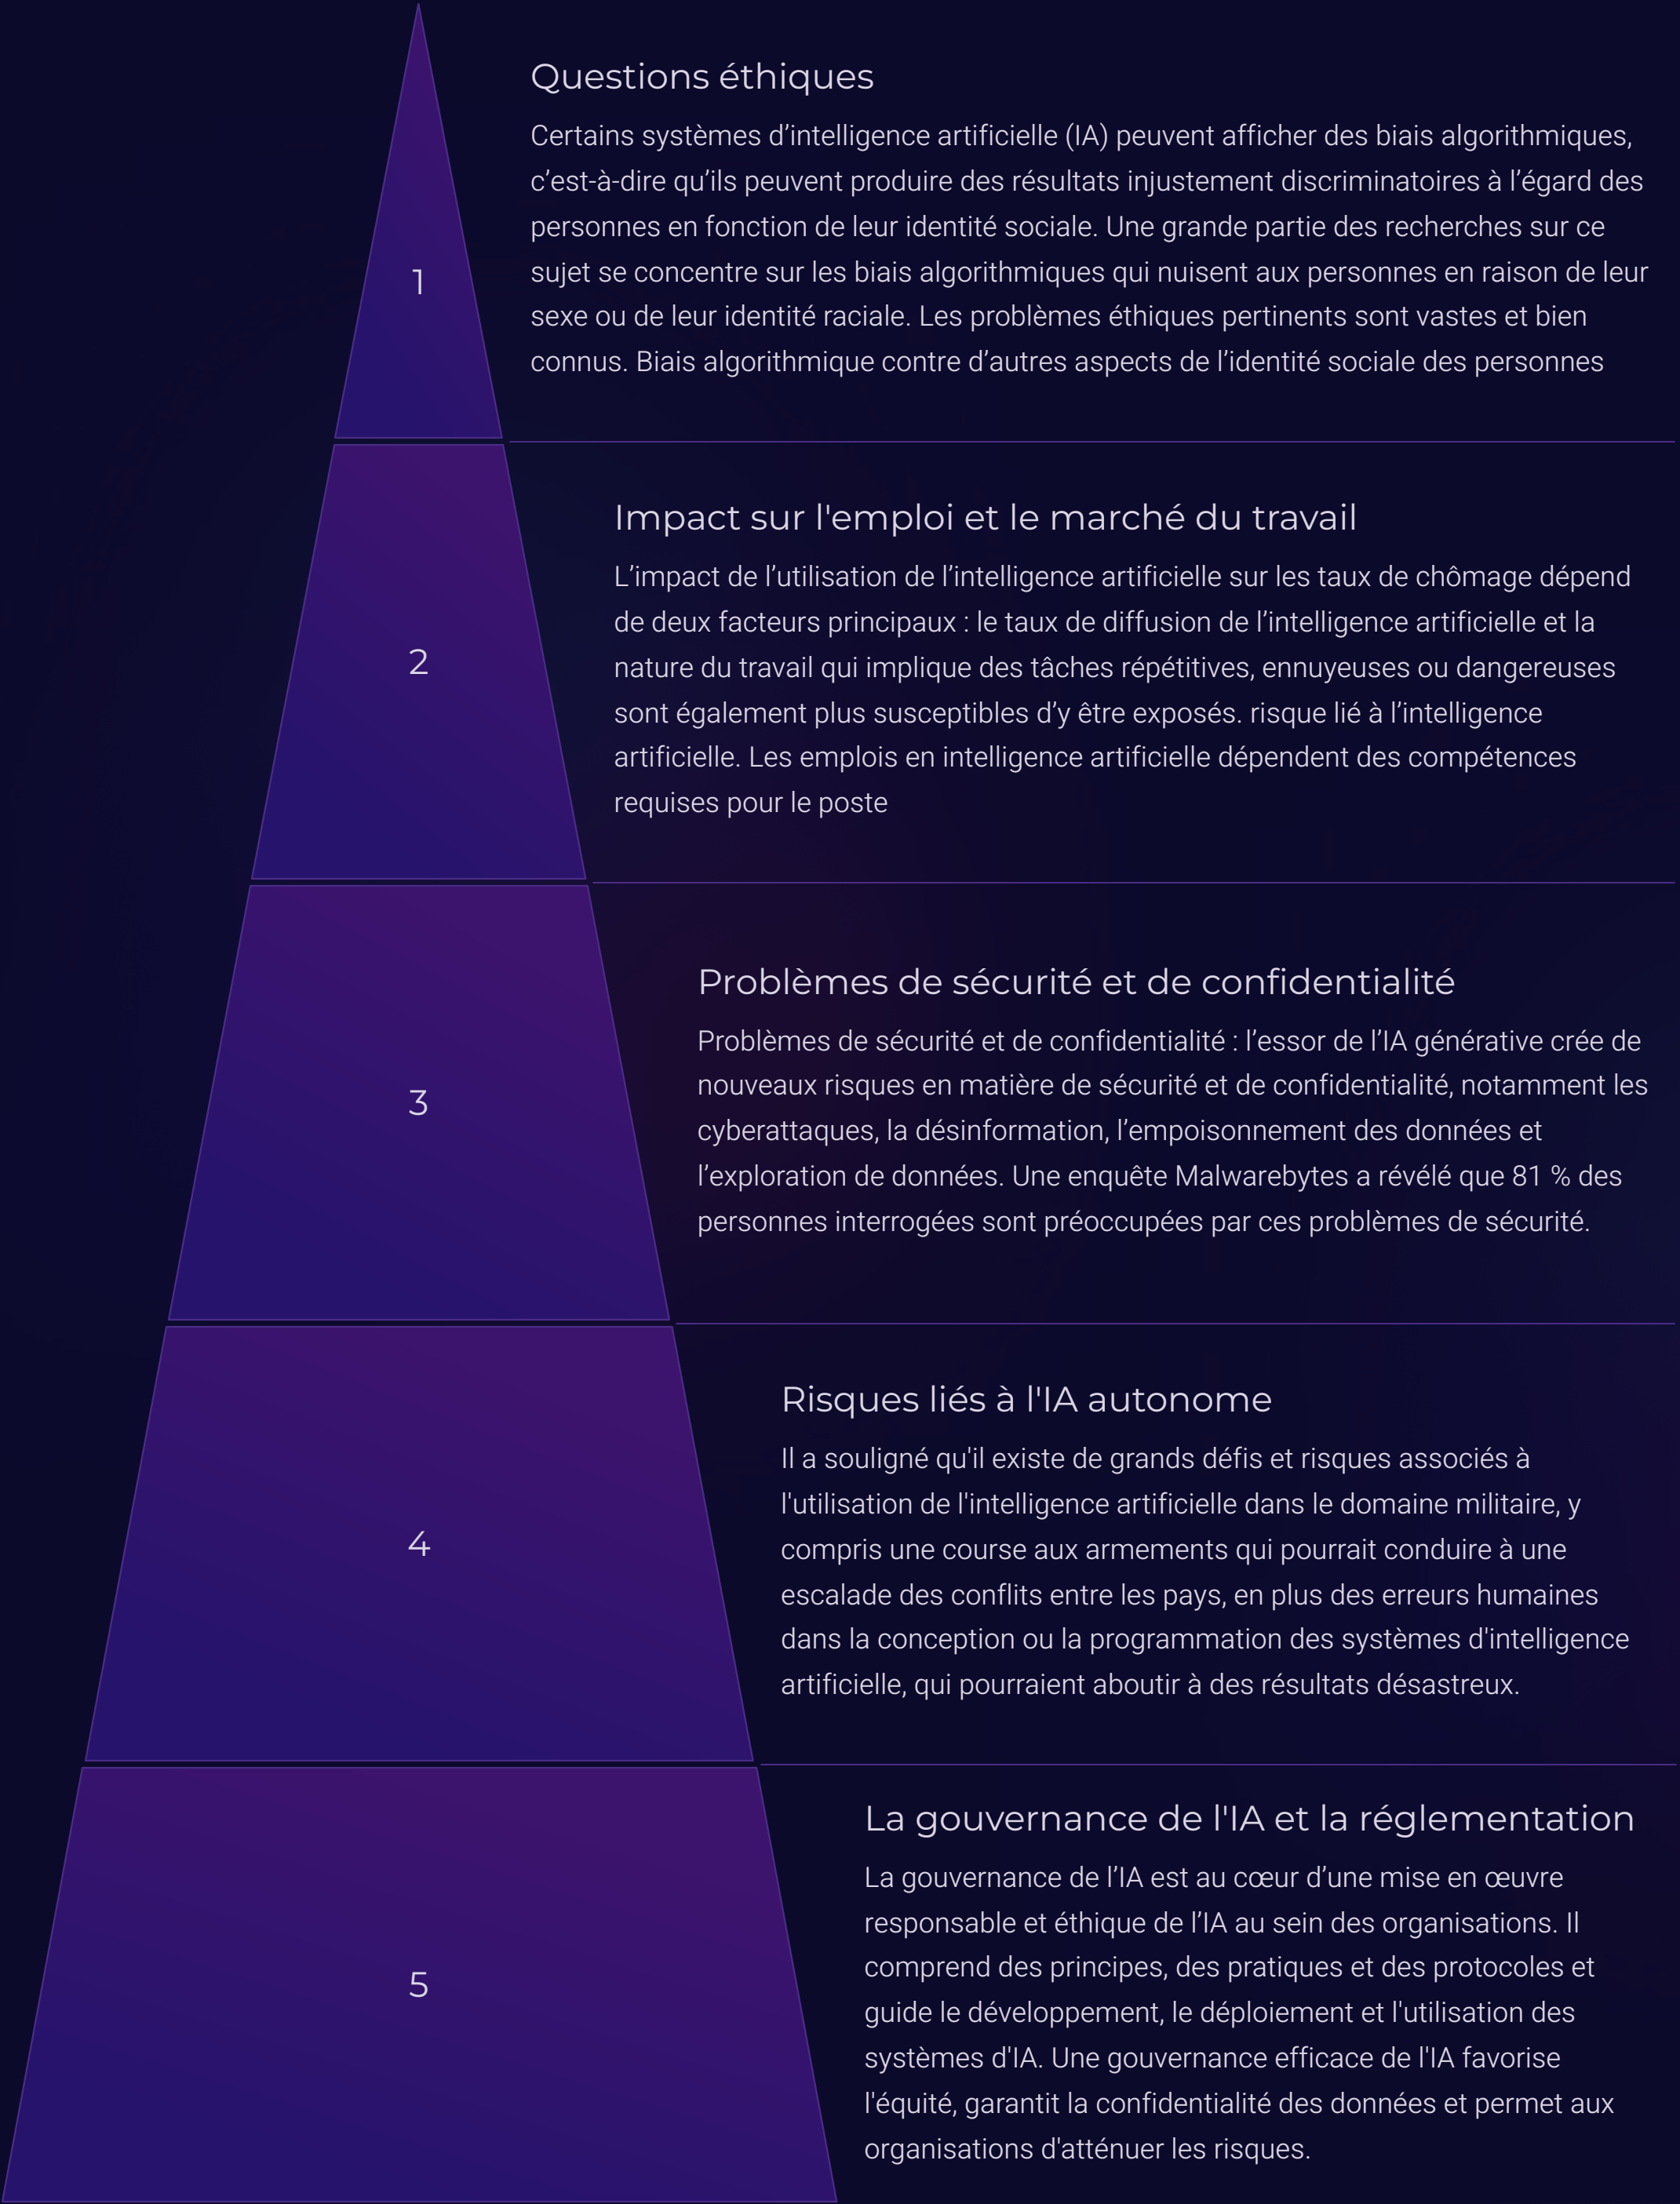 Questions éthiques
Certains systèmes d’intelligence artificielle (IA) peuvent afficher des biais algorithmiques,
c’est-à-dire qu’ils peuvent produire des résultats injustement discriminatoires à l’égard des
personnes en fonction de leur identité sociale. Une grande partie des recherches sur ce
sujet se concentre sur les biais algorithmiques qui nuisent aux personnes en raison de leur
sexe ou de leur identité raciale. Les problèmes éthiques pertinents sont vastes et bien
connus. Biais algorithmique contre d’autres aspects de l’identité sociale des personnes
1
Impact sur l'emploi et le marché du travail
L’impact de l’utilisation de l’intelligence artificielle sur les taux de chômage dépend
de deux facteurs principaux : le taux de diffusion de l’intelligence artificielle et la
nature du travail qui implique des tâches répétitives, ennuyeuses ou dangereuses
sont également plus susceptibles d’y être exposés. risque lié à l’intelligence
artificielle. Les emplois en intelligence artificielle dépendent des compétences
requises pour le poste
2
Problèmes de sécurité et de confidentialité
Problèmes de sécurité et de confidentialité : l’essor de l’IA générative crée de
nouveaux risques en matière de sécurité et de confidentialité, notamment les
cyberattaques, la désinformation, l’empoisonnement des données et
l’exploration de données. Une enquête Malwarebytes a révélé que 81 % des
personnes interrogées sont préoccupées par ces problèmes de sécurité.
3
Risques liés à l'IA autonome
Il a souligné qu'il existe de grands défis et risques associés à
l'utilisation de l'intelligence artificielle dans le domaine militaire, y
compris une course aux armements qui pourrait conduire à une
escalade des conflits entre les pays, en plus des erreurs humaines
dans la conception ou la programmation des systèmes d'intelligence
artificielle, qui pourraient aboutir à des résultats désastreux.
4
La gouvernance de l'IA et la réglementation
La gouvernance de l’IA est au cœur d’une mise en œuvre
responsable et éthique de l’IA au sein des organisations. Il
comprend des principes, des pratiques et des protocoles et
guide le développement, le déploiement et l'utilisation des
systèmes d'IA. Une gouvernance efficace de l'IA favorise
l'équité, garantit la confidentialité des données et permet aux
organisations d'atténuer les risques.
5